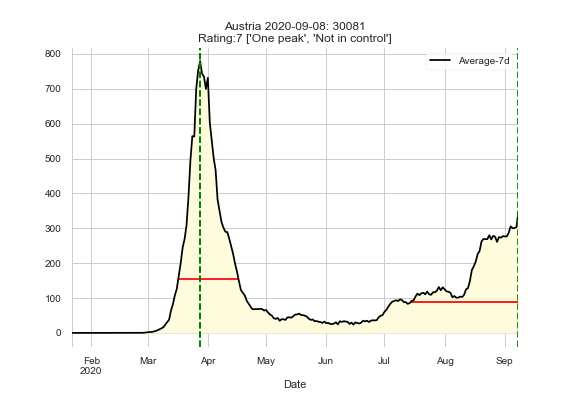 Austria 2020-09-08: 30081
Rating:7 ['One peak', 'Not in control']
Average-7d
800
700
600
500
400
300
200
100
0
Feb
2020
Mar
Apr
May
Jun
Jul
Aug
Sep
Date